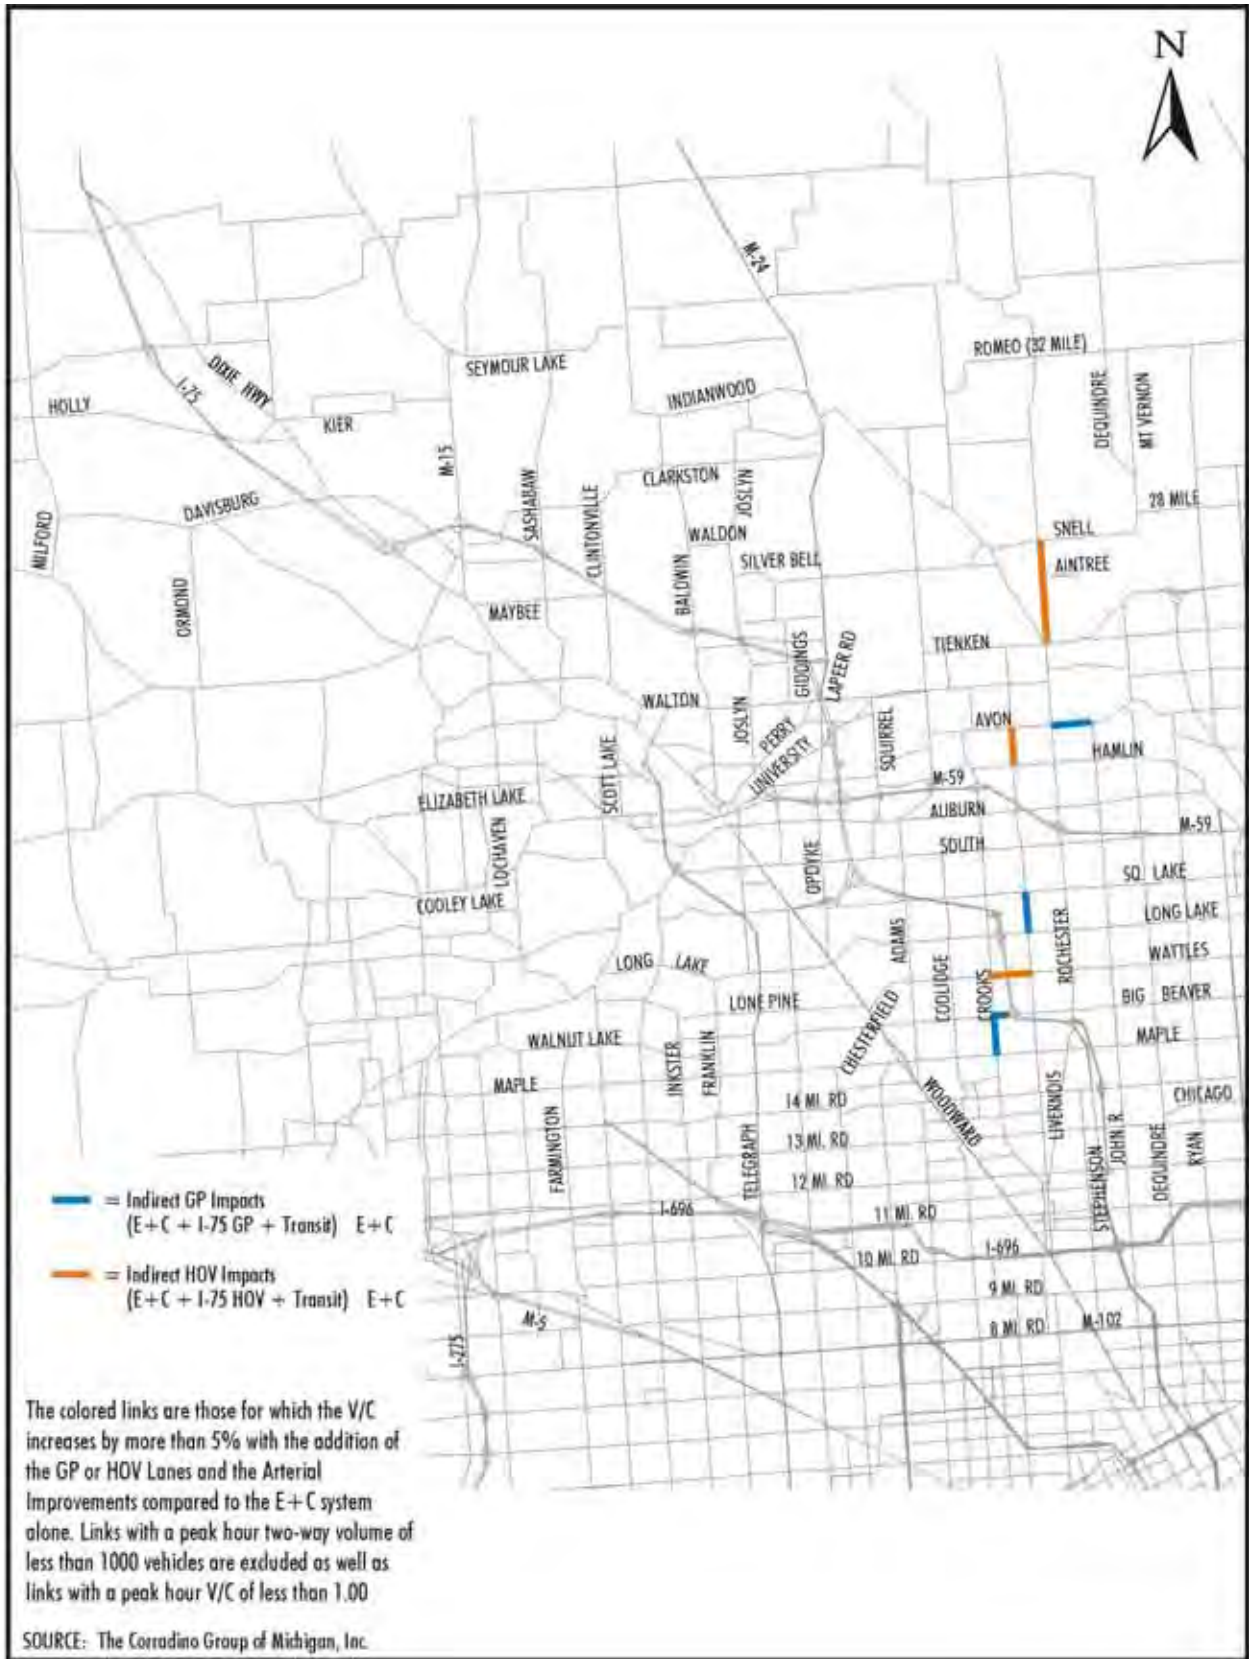 N
M-24
ROMEO (32 MILE)
DIXIE HWY
I-75
SEYMOUR LAKE
INDIANWOOD
HOLLY
KIER
DEQUINDRE
MT VERNON
M-15
CLARKSTON
JOSLYN
SASHABAW
DAVISBURG
CLINTONVILLE
28 MILE
MILFORD
WALDON
SNELL
SILVER BELL
AINTREE
BALDWIN
ORMOND
MAYBEE
TIENKEN
GIDDINGS
LAPEER RD
WALTON
JOSLYN
AVON
PERRY
SQUIRREL
HAMLIN
SCOTT LAKE
UNIVERSITY
M-59
ELIZABETH LAKE
AUBURN
M-59
LOCHAVEN
SOUTH
OPDYKE
SQ. LAKE
COOLEY LAKE
LONG LAKE
ADAMS
ROCHESTER
WATTLES
LONG LAKE
COOLIDGE
CROOKS
BIG BEAVER
LONE PINE
CHESTERFIELD
MAPLE
WALNUT LAKE
INKSTER
FRANKLIN
MAPLE
WOODWARD
LIVERNOIS
CHICAGO
14 MI. RD
JOHN R.
13 MI. RD
FARMINGTON
TELEGRAPH
DEQUINDRE
RYAN
STEPHENSON
12 MI. RD
I-696
11 MI. RD
I-696
10 MI. RD
9 MI. RD
8 MI. RD
M-102
M-5
I-275
= Indirect GP Impacts
(E+C + I-75 GP + Transit) E+C
= Indirect HOV Impacts
(E+C + I-75 HOV + Transit) E+C
The colored links are those for which the V/C
increases by more than 5% with the addition of
the GP or HOV Lanes and the Arterial
Improvements compared to the E+C system
alone. Links with a peak hour two-way volume of
less than 1000 vehicles are excluded as well as
links with a peak hour V/C of less than 1.00
SOURCE: The Corradino Group of Michigan, Inc.